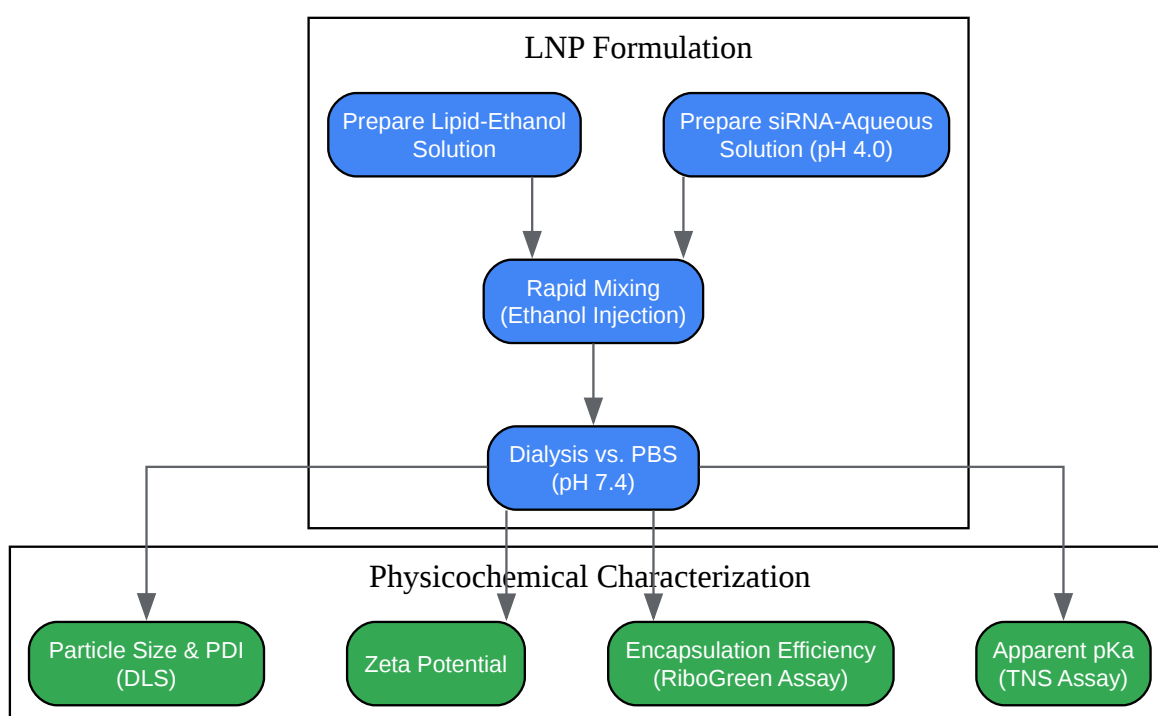 LNP Formulation
Prepare Lipid-Ethanol
Solution
Prepare siRNA-Aqueous
Solution (pH 4.0)
Rapid Mixing
(Ethanol Injection)
Dialysis vs. PBS
(pH 7.4)
Physicochemical Characterization
Particle Size & PDI
(DLS)
Zeta Potential
Encapsulation Efficiency
(RiboGreen Assay)
Apparent pKa
(TNS Assay)